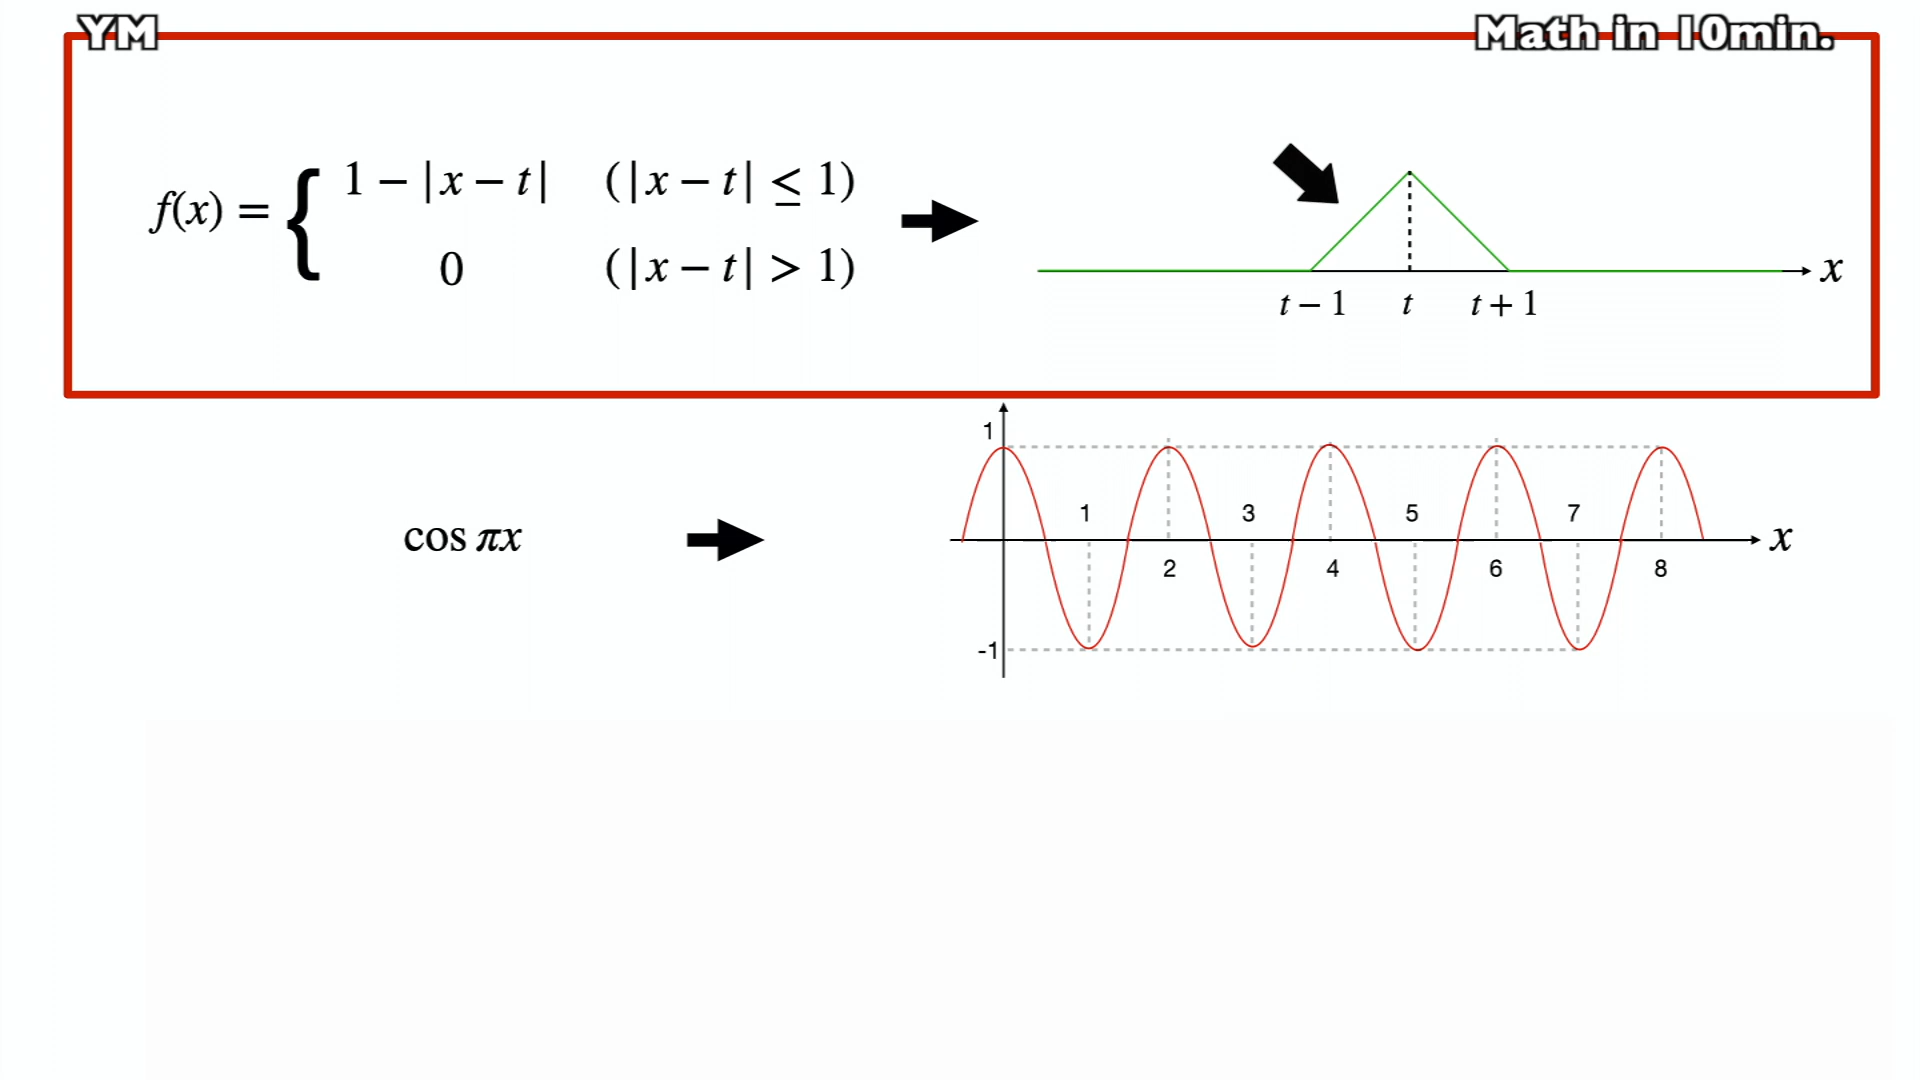 YM
Math in 10min.
f(x) = { 1 − |x − t| (|x − t| ≤ 1)
0 (|x − t| > 1)
x
t − 1 t t + 1
cos πx
1
1 3 5 7
x
2 4 6 8
-1